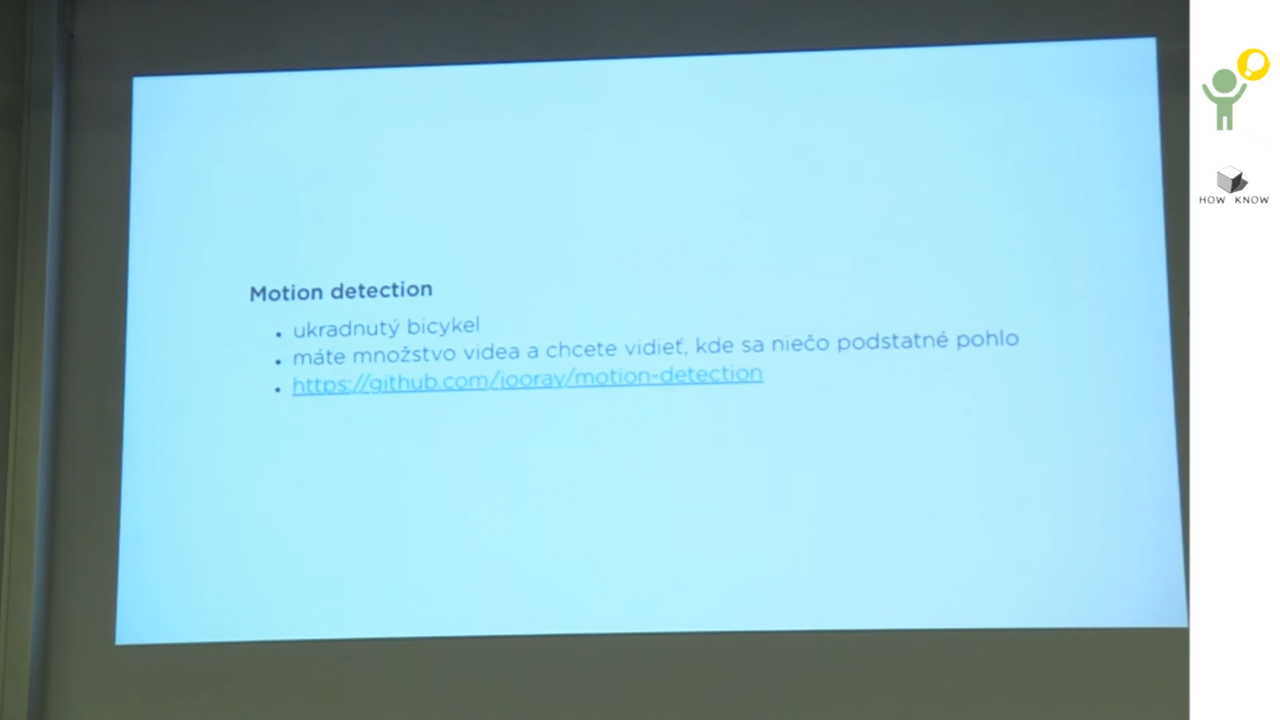 Motion detection
• ukradnutý bicykel
• máte množstvo videa a chcete vidieť, kde sa niečo podstatné pohlo
• https://github.com/jooray/motion-detection
HOW KNOW